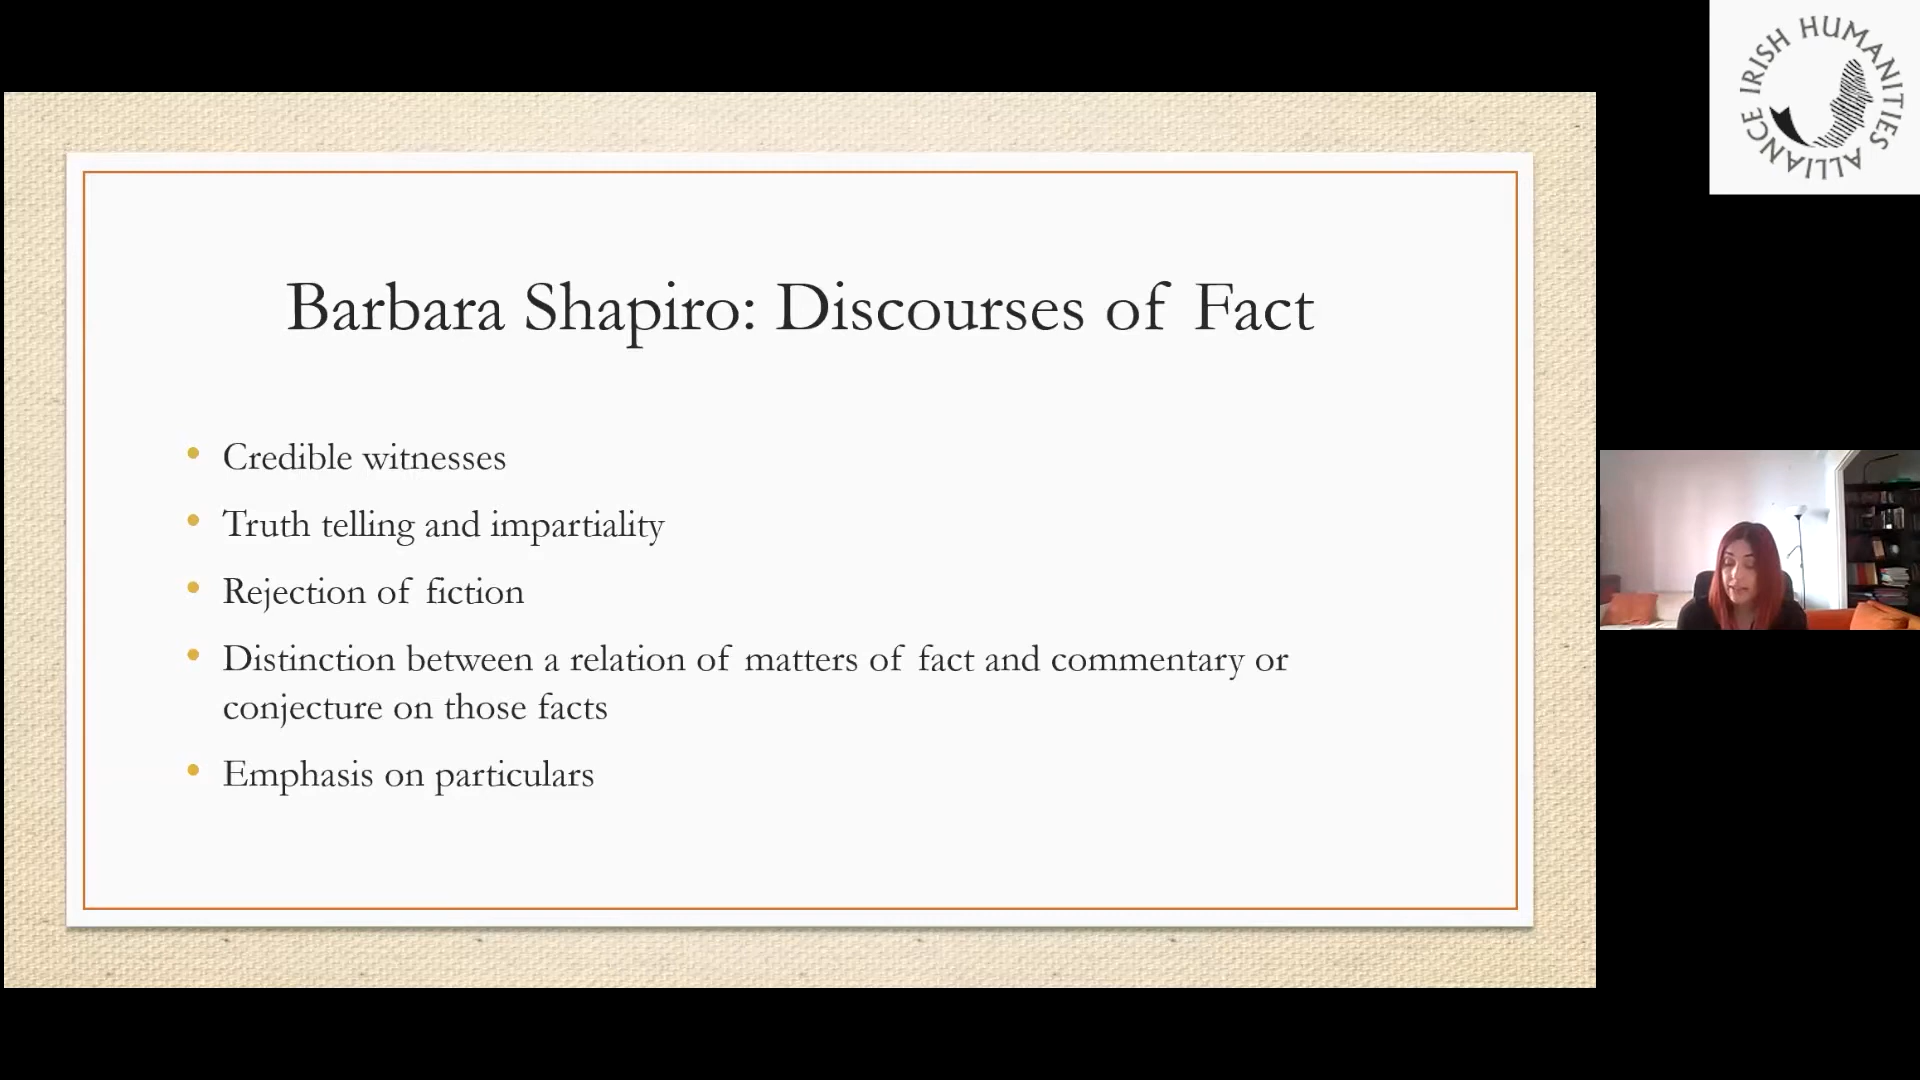 Barbara Shapiro: Discourses of Fact
• Credible witnesses
• Truth telling and impartiality
• Rejection of fiction
• Distinction between a relation of matters of fact and commentary or
conjecture on those facts
• Emphasis on particulars
IRISH HUMANITIES ALLIANCE